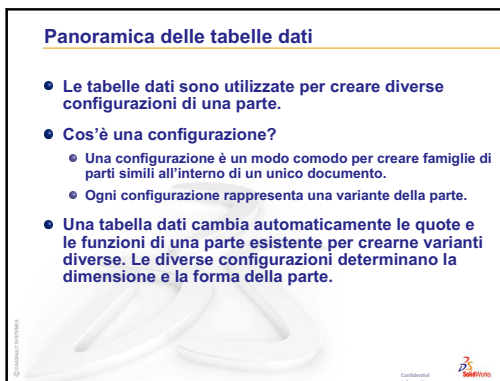 Panoramica delle tabelle dati
Le tabelle dati sono utilizzate per creare diverse
configurazioni di una parte.
Cos'è una configurazione?
Una configurazione è un modo comodo per creare famiglie di
parti simili all'interno di un unico documento.
Ogni configurazione rappresenta una variante della parte.
Una tabella dati cambia automaticamente le quote e
le funzioni di una parte esistente per crearne varianti
diverse. Le diverse configurazioni determinano la
dimensione e la forma della parte.
© DASSAULT SYSTEMES
Confidential
SolidWorks